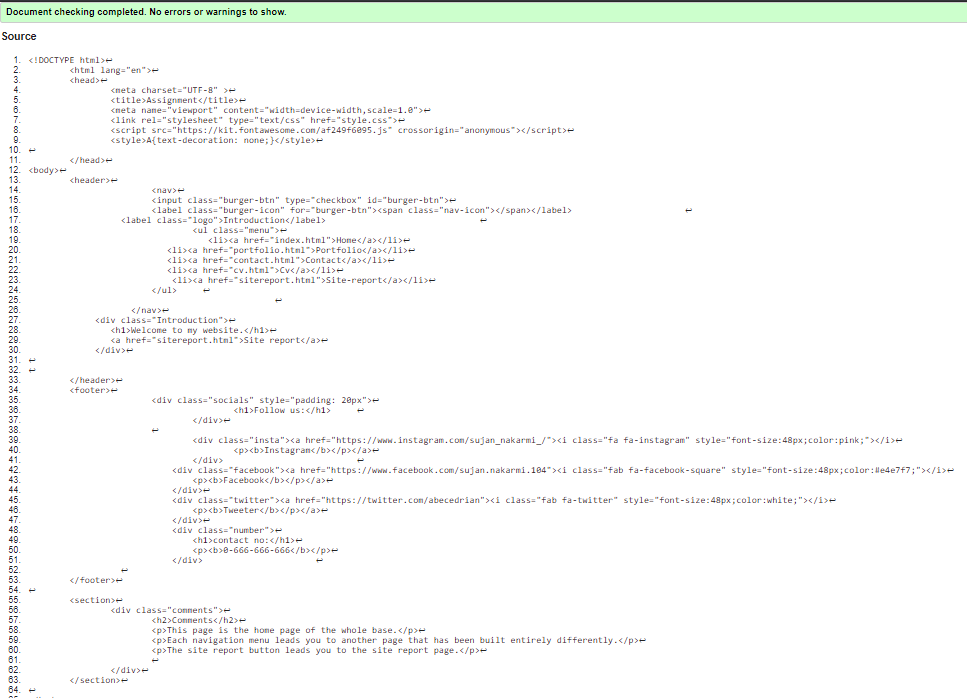 Document checking completed. No errors or warnings to show.
Source
1. <!DOCTYPE html>↩
2. <html lang="en">↩
3. <head>↩
4. <meta charset="UTF-8" >↩
5. <title>Assignment</title>↩
6. <meta name="viewport" content="width=device-width,scale=1.0">↩
7. <link rel="stylesheet" type="text/css" href="style.css">↩
8. <script src="https://kit.fontawesome.com/af249f6095.js" crossorigin="anonymous"></script>↩
9. <style>A{text-decoration: none;}</style>↩
10. ↩
11. </head>↩
12. <body>↩
13. <header>↩
14. <nav>↩
15. <input class="burger-btn" type="checkbox" id="burger-btn">↩
16. <label class="burger-icon" for="burger-btn"><span class="nav-icon"></span></label> ↩
17. <label class="logo">Introduction</label> ↩
18. <ul class="menu">↩
19. <li><a href="index.html">Home</a></li>↩
20. <li><a href="portfolio.html">Portfolio</a></li>↩
21. <li><a href="contact.html">Contact</a></li>↩
22. <li><a href="cv.html">Cv</a></li>↩
23. <li><a href="sitereport.html">Site-report</a></li>↩
24. </ul> ↩
25. ↩
26. </nav>↩
27. <div class="Introduction">↩
28. <h1>Welcome to my website.</h1>↩
29. <a href="sitereport.html">Site report</a>↩
30. </div>↩
31. ↩
32. ↩
33. </header>↩
34. <footer>↩
35. <div class="socials" style="padding: 20px">↩
36. <h1>Follow us:</h1> ↩
37. </div>↩
38. ↩
39. <div class="insta"><a href="https://www.instagram.com/sujan_nakarmi_/"><i class="fa fa-instagram" style="font-size:48px;color:pink;"></i>↩
40. <p><b>Instagram</b></p></a>↩
41. </div> ↩
42. <div class="facebook"><a href="https://www.facebook.com/sujan.nakarmi.104"><i class="fab fa-facebook-square" style="font-size:48px;color:#e4e7f7;"></i>↩
43. <p><b>Facebook</b></p></a>↩
44. </div>↩
45. <div class="twitter"><a href="https://twitter.com/abecedrian"><i class="fab fa-twitter" style="font-size:48px;color:white;"></i>↩
46. <p><b>Tweeter</b></p></a>↩
47. </div>↩
48. <div class="number">↩
49. <h1>contact no:</h1>↩
50. <p><b>0-666-666-666</b></p>↩
51. </div> ↩
52. ↩
53. </footer>↩
54. ↩
55. <section>↩
56. <div class="comments">↩
57. <h2>Comments</h2>↩
58. <p>This page is the home page of the whole base.</p>↩
59. <p>Each navigation menu leads you to another page that has been built entirely differently.</p>↩
60. <p>The site report button leads you to the site report page.</p>↩
61. ↩
62. </div>↩
63. </section>↩
64. ↩